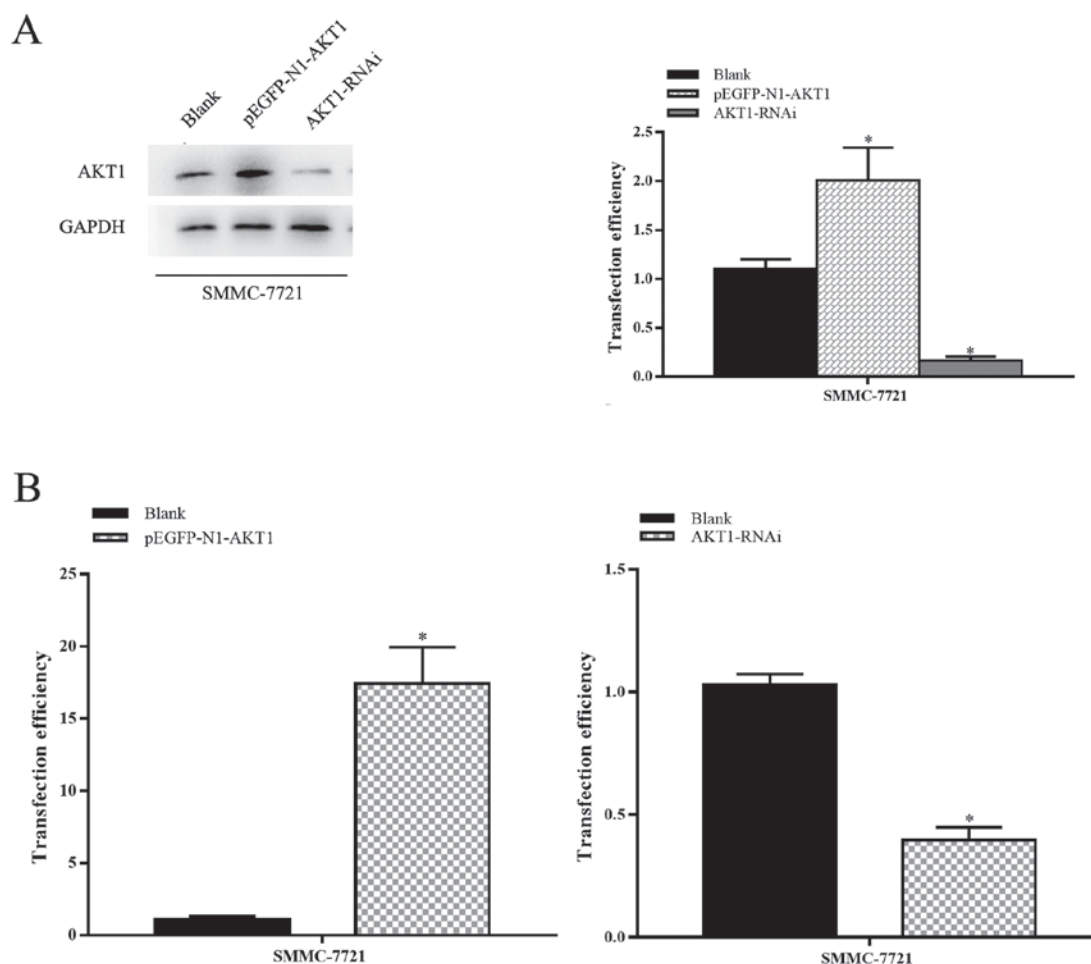 A
Blank
pEGFP-N1-AKT1
AKT1-RNAi
AKT1
GAPDH
SMMC-7721
Blank
pEGFP-N1-AKT1
AKT1-RNAi
Transfection efficiency
2.5
2.0
1.5
1.0
0.5
0.0
*
*
SMMC-7721
B
Blank
pEGFP-N1-AKT1
Transfection efficiency
25
20
15
10
5
0
*
SMMC-7721
Blank
AKT1-RNAi
Transfection efficiency
1.5
1.0
0.5
0.0
*
SMMC-7721